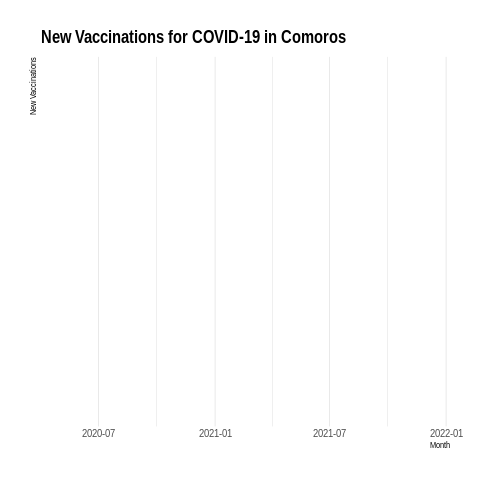 New Vaccinations for COVID-19 in Comoros
New Vaccinations
2020-07 2021-01 2021-07 2022-01
Month